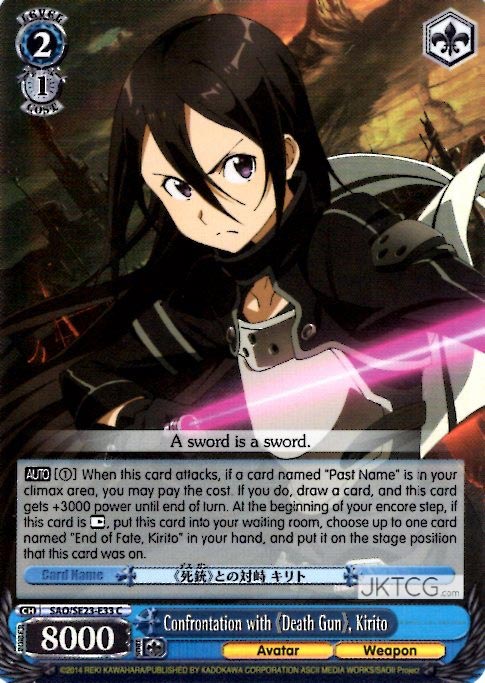 LEVEL
2
1
COST
A sword is a sword.
AUTO [①] When this card attacks, if a card named "Past Name" is in your
climax area, you may pay the cost. If you do, draw a card, and this card
gets +3000 power until end of turn. At the beginning of your encore step, if
this card is , put this card into your waiting room, choose up to one card
named "End of Fate, Kirito" in your hand, and put it on the stage position
that this card was on.
Card Name
《死銃》との対峙 キリト
デス・ガン
JKTCG.com
CH SAO/SE23-E33 C
Confrontation with 《Death Gun》, Kirito
POWER
8000
Avatar
Weapon
©2014 REKI KAWAHARA/PUBLISHED BY KADOKAWA CORPORATION ASCII MEDIA WORKS/SAOII Project